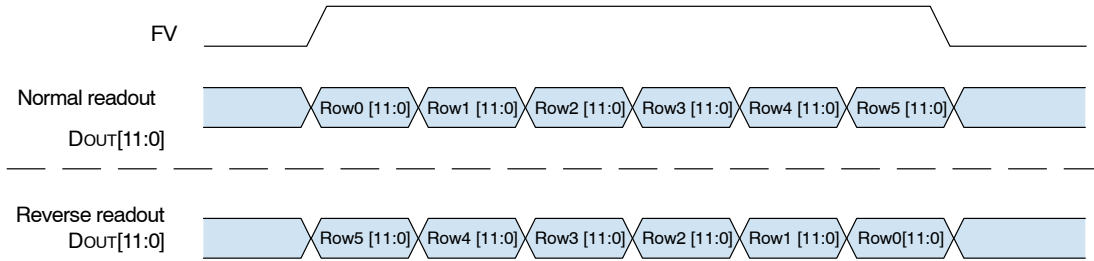 FV
Normal readout
DOUT[11:0]
Row0 [11:0] Row1 [11:0] Row2 [11:0] Row3 [11:0] Row4 [11:0] Row5 [11:0]
Reverse readout
DOUT[11:0]
Row5 [11:0] Row4 [11:0] Row3 [11:0] Row2 [11:0] Row1 [11:0] Row0[11:0]